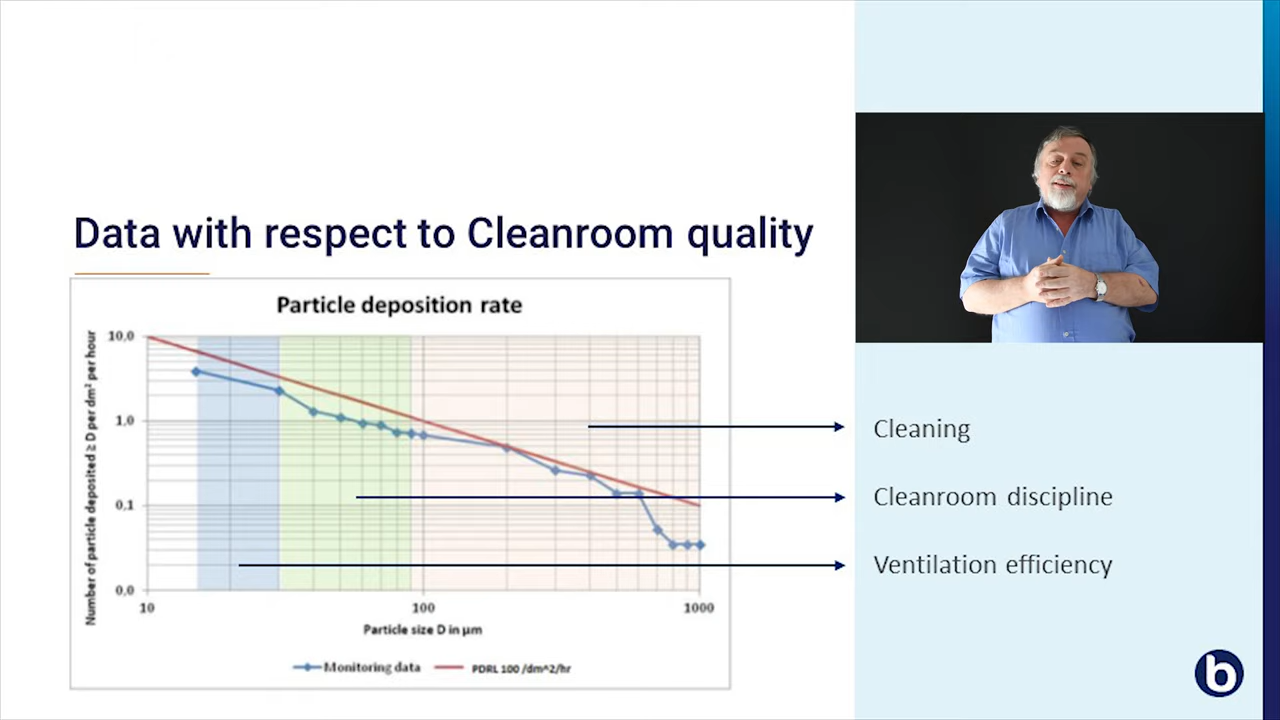 Data with respect to Cleanroom quality
Particle deposition rate
Number of particle deposited ≥ D per dm² per hour
10.0
1.0
0.1
0.0
10
100
1000
Particle size D in µm
Monitoring data
PDRL 100 /dm^2/hr
Cleaning
Cleanroom discipline
Ventilation efficiency
b